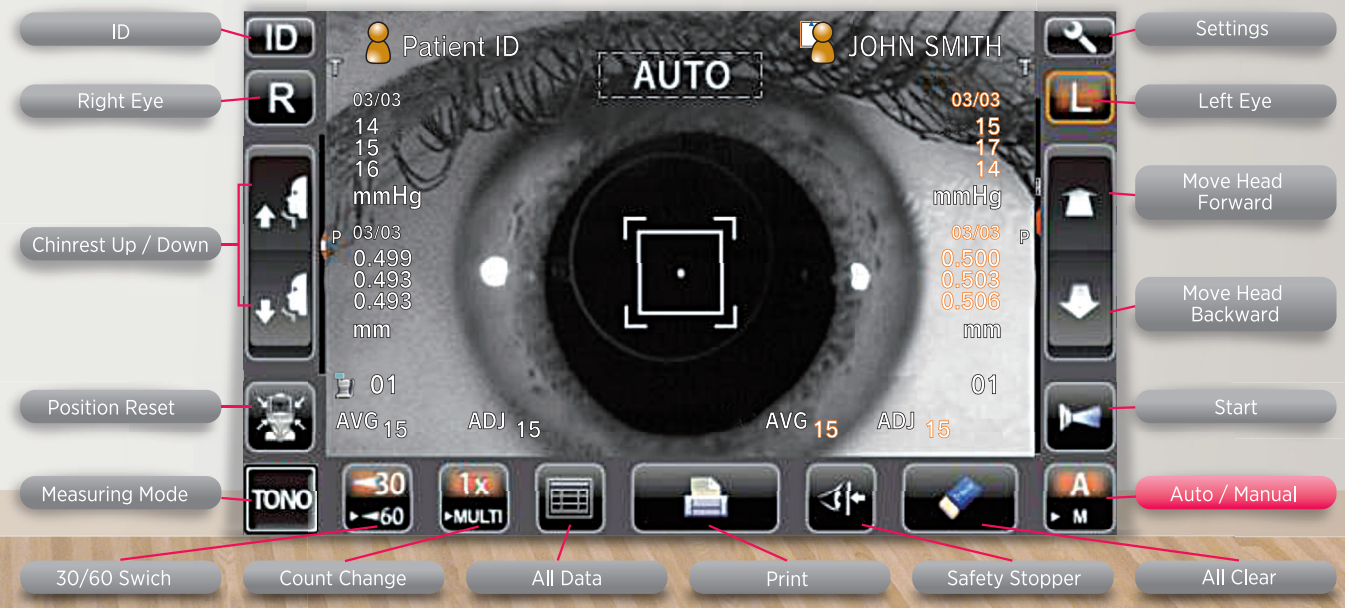 ID
ID
Patient ID
JOHN SMITH
Settings
T
AUTO
T
Right Eye
R
03/03
03/03
L
Left Eye
14
15
15
17
16
14
mmHg
mmHg
Move Head
Forward
Chinrest Up / Down
P
03/03
03/03
P
0.499
0.500
0.493
0.503
0.493
0.506
mm
mm
Move Head
Backward
01
01
Position Reset
AVG 15
ADJ 15
AVG 15
ADJ 15
Start
Measuring Mode
TONO
30
60
1x
MULTI
A
M
Auto / Manual
30/60 Swich
Count Change
All Data
Print
Safety Stopper
All Clear